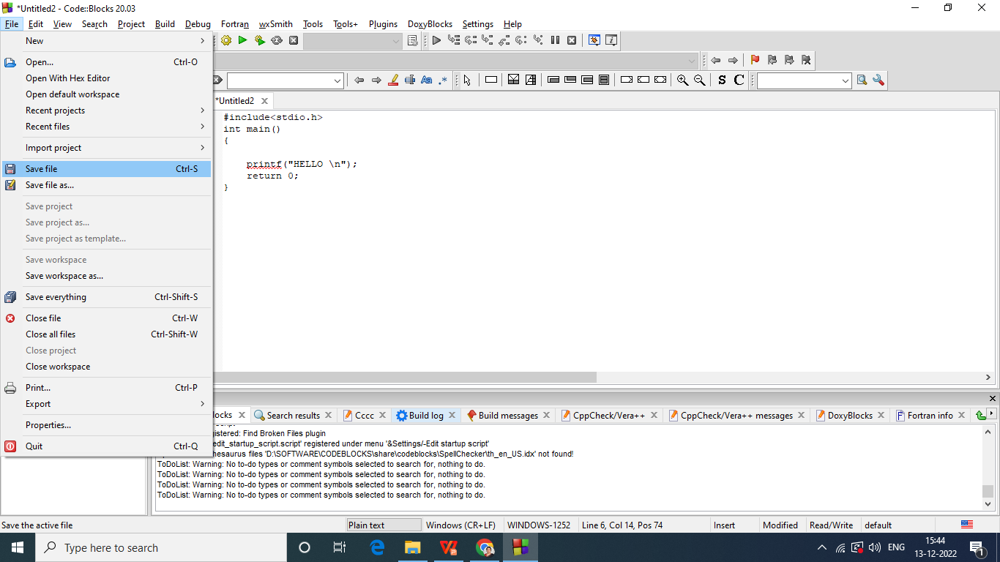 *Untitled2 - Code::Blocks 20.03
File Edit View Search Project Build Debug Fortran wxSmith Tools Tools+ Plugins DoxyBlocks Settings Help
New
Open... Ctrl-O
Open With Hex Editor
Open default workspace
Recent projects
Recent files
Import project
Save file Ctrl-S
Save file as...
Save project
Save project as...
Save project as template...
Save workspace
Save workspace as...
Save everything Ctrl-Shift-S
Close file Ctrl-W
Close all files Ctrl-Shift-W
Close project
Close workspace
Print... Ctrl-P
Export
Properties...
Quit Ctrl-Q
Aa .* S C
*Untitled2
#include<stdio.h>
int main()
{
printf("HELLO \n");
return 0;
}
locks Search results Cccc Build log Build messages CppCheck/Vera++ CppCheck/Vera++ messages DoxyBlocks Fortran info
gistered: Find Broken Files plugin
edit_startup_script.script' registered under menu '&Settings/-Edit startup script'
hesaurus files 'D:\SOFTWARE\CODEBLOCKS\share\codeblocks\SpellChecker\th_en_US.idx' not found!
ToDoList: Warning: No to-do types or comment symbols selected to search for, nothing to do.
ToDoList: Warning: No to-do types or comment symbols selected to search for, nothing to do.
ToDoList: Warning: No to-do types or comment symbols selected to search for, nothing to do.
ToDoList: Warning: No to-do types or comment symbols selected to search for, nothing to do.
Save the active file Plain text Windows (CR+LF) WINDOWS-1252 Line 6, Col 14, Pos 74 Insert Modified Read/Write default
Type here to search ENG 15:44
13-12-2022 1